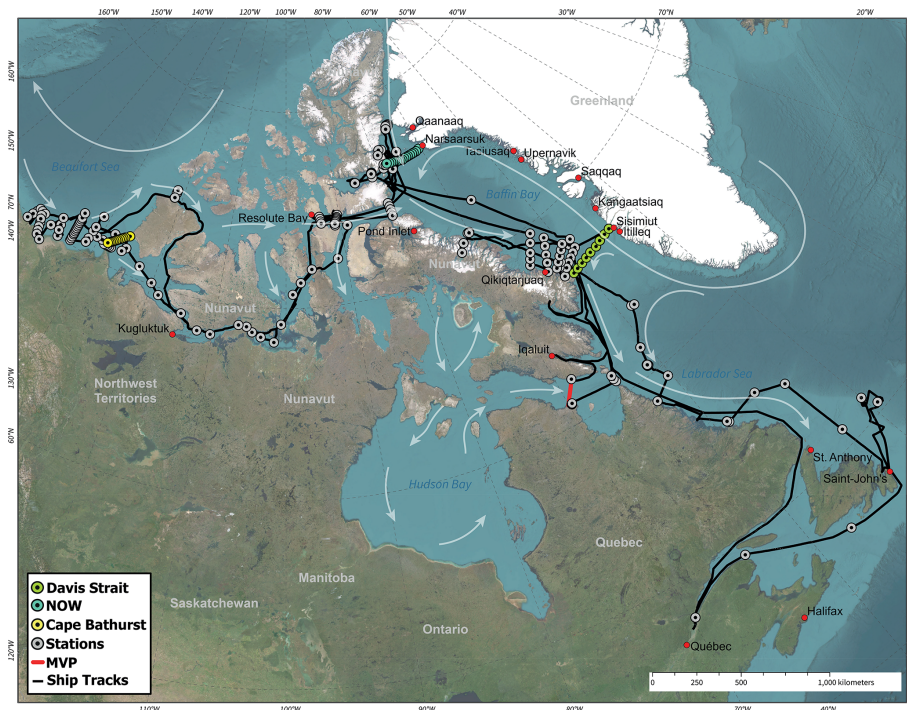 160°W 140°W 120°W 100°W 80°W 60°W 50°W 40°W 30°W 70°W 20°W
160°W
150°W
70°W
140°W
130°W
60°W
120°W
Greenland
Qaanaaq
Narsaarsuk
Tasiusaq
Upernavik
Saqqaq
Kangaatsiaq
Sisimiut
Itilleq
Beaufort Sea
Baffin Bay
Resolute Bay
Pond Inlet
Nunavut
Qikiqtarjuaq
Nunavut
Kugluktuk
Iqaluit
Labrador Sea
Northwest
Territories
Nunavut
St. Anthony
Saint-John's
Hudson Bay
Quebec
Manitoba
Saskatchewan
Ontario
Halifax
Québec
Davis Strait
NOW
Cape Bathurst
Stations
MVP
Ship Tracks
0 250 500 1,000 kilometers
110°W 100°W 90°W 80°W 70°W 40°W